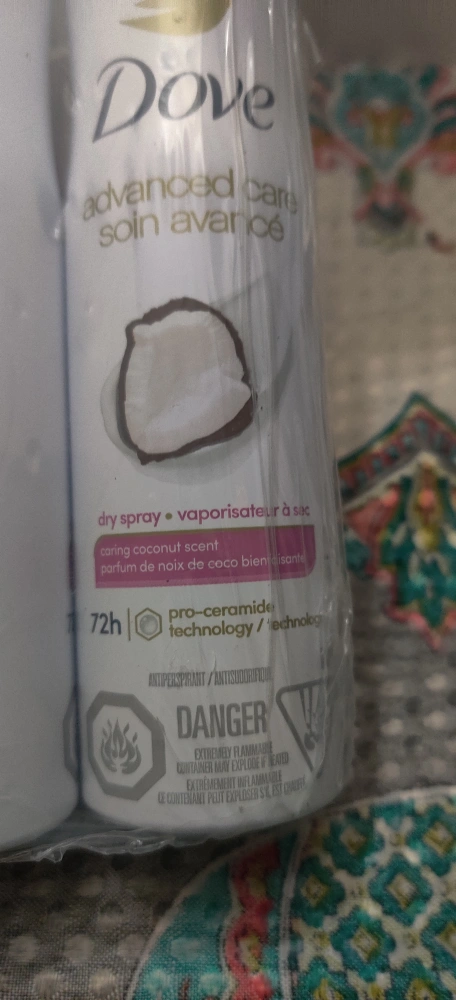 Dove
advanced care
soin avancé
dry spray • vaporisateur à sec
caring coconut scent
parfum de noix de coco bienfaisante
72h
pro-ceramide
technology / technolog
ANTIPERSPIRANT / ANTISUDORIFIQUE
DANGER
EXTREMELY FLAMMABLE
CONTAINER MAY EXPLODE IF HEATED
EXTRÊMEMENT INFLAMMABLE
CE CONTENANT PEUT EXPLOSER S'IL EST CHAUFFÉ